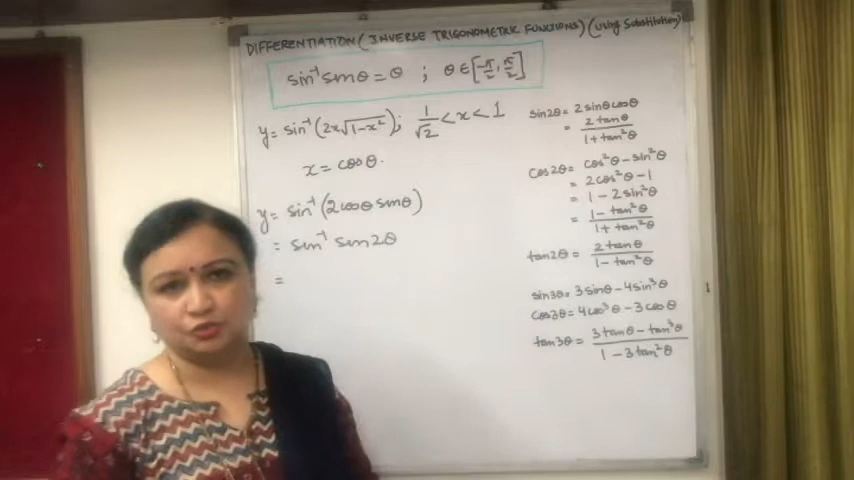 DIFFERENTIATION (INVERSE TRIGONOMETRIC FUNCTIONS) (Using Substitution)
sin⁻¹ sinθ = θ ; θ ∈ [-π/2, π/2]
y = sin⁻¹(2x√(1-x²)); 1/√2 < x < 1
x = cosθ.
y = sin⁻¹(2cosθ sinθ)
= sin⁻¹ sin2θ
=
sin2θ = 2sinθcosθ
= 2tanθ/(1+tan²θ)
cos2θ = cos²θ - sin²θ
= 2cos²θ - 1
= 1 - 2sin²θ
= (1 - tan²θ)/(1 + tan²θ)
tan2θ = 2tanθ/(1 - tan²θ)
sin3θ = 3sinθ - 4sin³θ
cos3θ = 4cos³θ - 3cosθ
tan3θ = (3tanθ - tan³θ)/(1 - 3tan²θ)